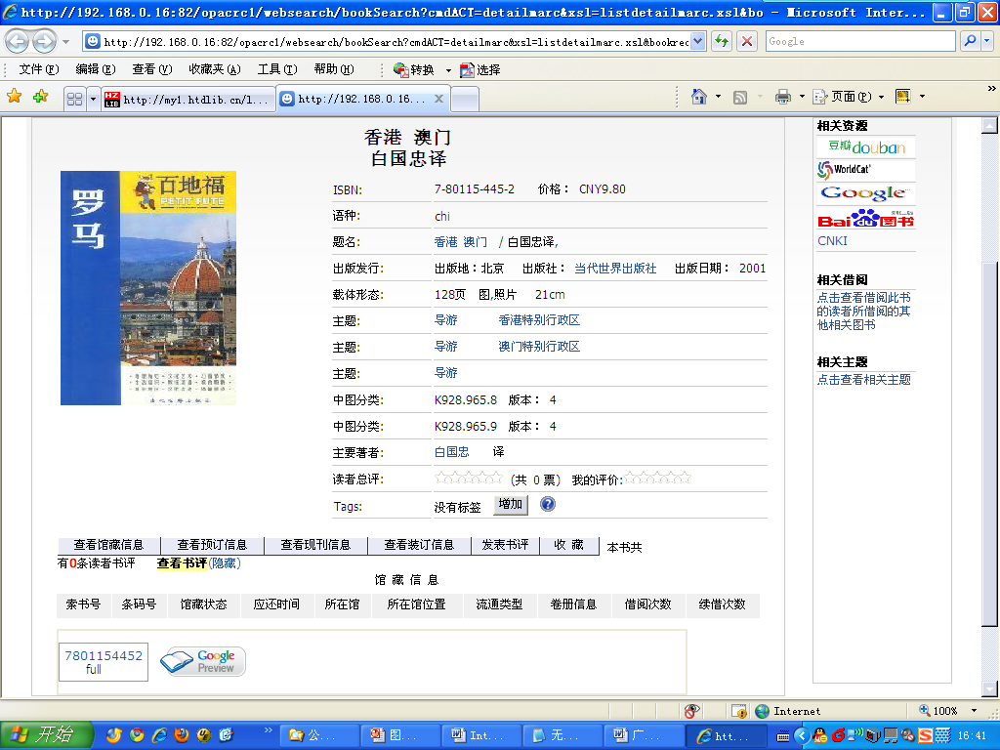 http://192.168.0.16:82/opacrc1/websearch/bookSearch?cmdACT=detailmarc&xsl=listdetailmarc.xsl&bo - Microsoft Inter...
http://192.168.0.16:82/opacrc1/websearch/bookSearch?cmdACT=detailmarc&xsl=listdetailmarc.xsl&bookrec
Google
文件(F) 编辑(E) 查看(V) 收藏夹(A) 工具(T) 帮助(H) 转换 选择
HZ LIB http://my1.htdlib.cn/l... http://192.168.0.16... 页面(P)
香港 澳门
白国忠译
罗马
百地福
PETIT FUTE
ISBN: 7-80115-445-2 价格： CNY9.80
语种: chi
题名: 香港 澳门 / 白国忠译,
出版发行: 出版地：北京 出版社： 当代世界出版社 出版日期： 2001
载体形态: 128页 图,照片 21cm
主题: 导游 香港特别行政区
主题: 导游 澳门特别行政区
主题: 导游
中图分类: K928.965.8 版本： 4
中图分类: K928.965.9 版本： 4
主要著者: 白国忠 译
读者总评: (共 0 票) 我的评价:
Tags: 没有标签 增加 ?
查看馆藏信息 查看预订信息 查看现刊信息 查看装订信息 发表书评 收 藏 本书共
有0条读者书评 查看书评(隐藏)
馆 藏 信 息
索书号 条码号 馆藏状态 应还时间 所在馆 所在馆位置 流通类型 卷册信息 借阅次数 续借次数
7801154452
full
Google
Preview
相关资源
豆瓣douban
WorldCat
Google
Bai du 图书
CNKI
相关借阅
点击查看借阅此书
的读者所借阅的其
他相关图书
相关主题
点击查看相关主题
Internet 100%
开始 公... 图... Int... 无... 广... htt... 16:41